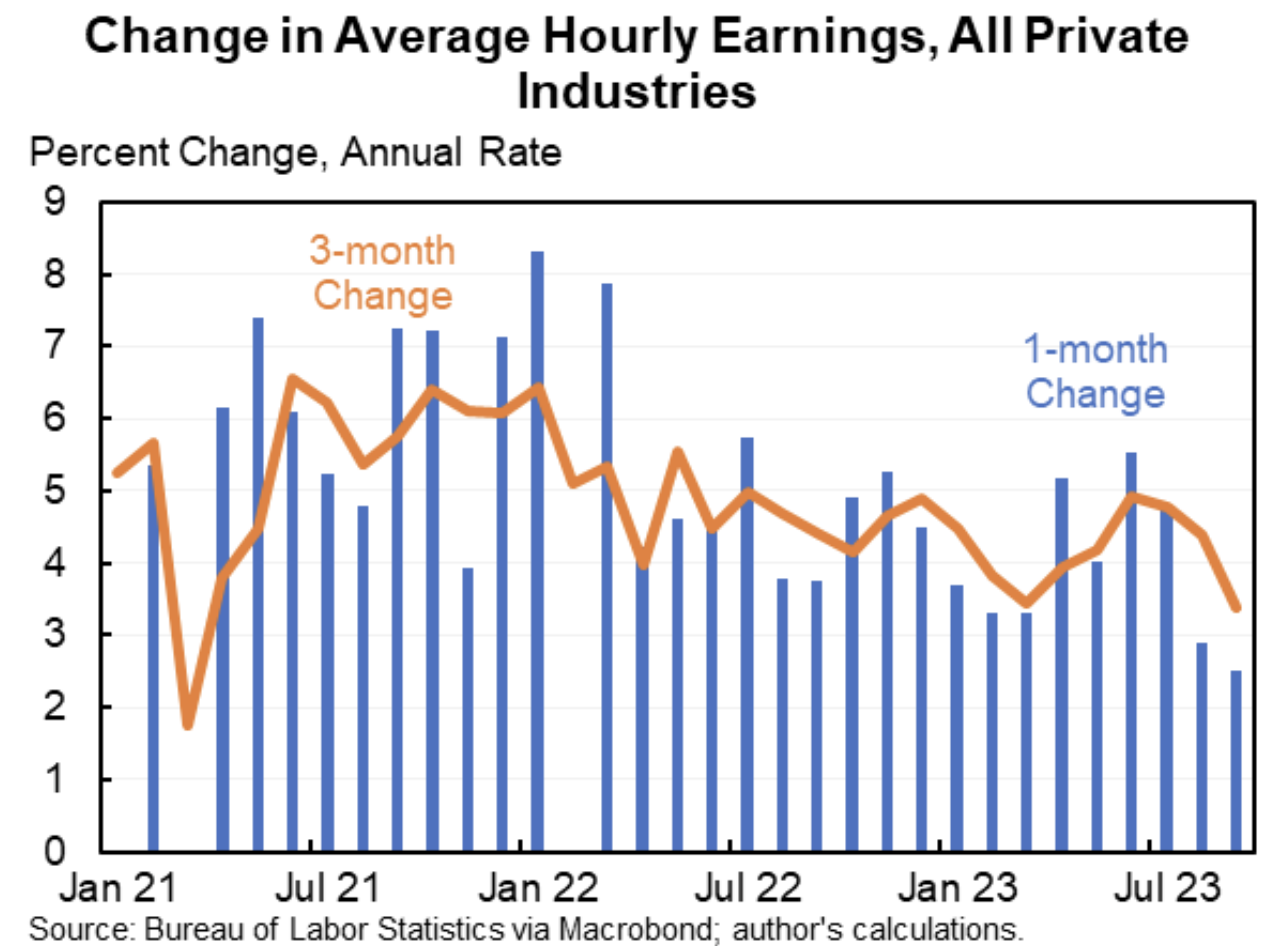 Change in Average Hourly Earnings, All Private
Industries
Percent Change, Annual Rate
9
8
7
6
5
4
3
2
1
0
3-month
Change
1-month
Change
Jan 21
Jul 21
Jan 22
Jul 22
Jan 23
Jul 23
Source: Bureau of Labor Statistics via Macrobond; author's calculations.